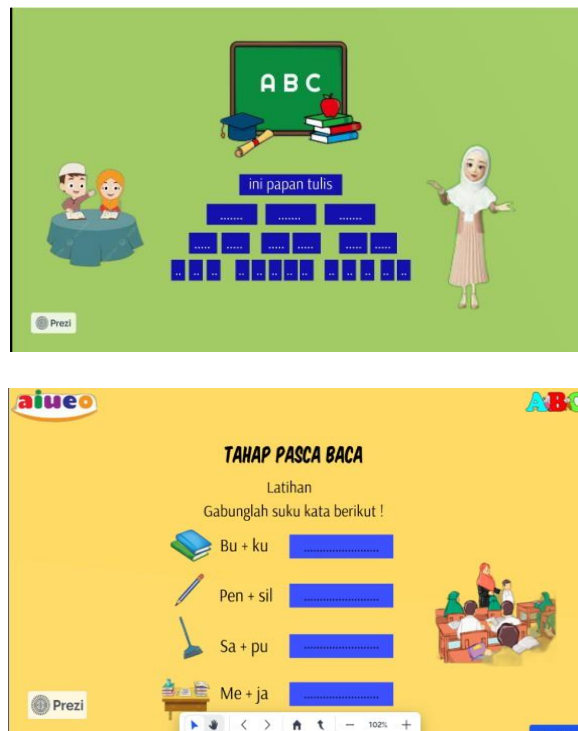 A B C
ini papan tulis
....... ....... .......
..... ..... ..... ..... ..... .....
.. .. .. .. .. .. .. .. .. .. .. .. ..
Prezi
aiueo
ABC
TAHAP PASCA BACA
Latihan
Gabunglah suku kata berikut !
Bu + ku ........................
Pen + sil ........................
Sa + pu ........................
Me + ja ........................
Prezi
102%